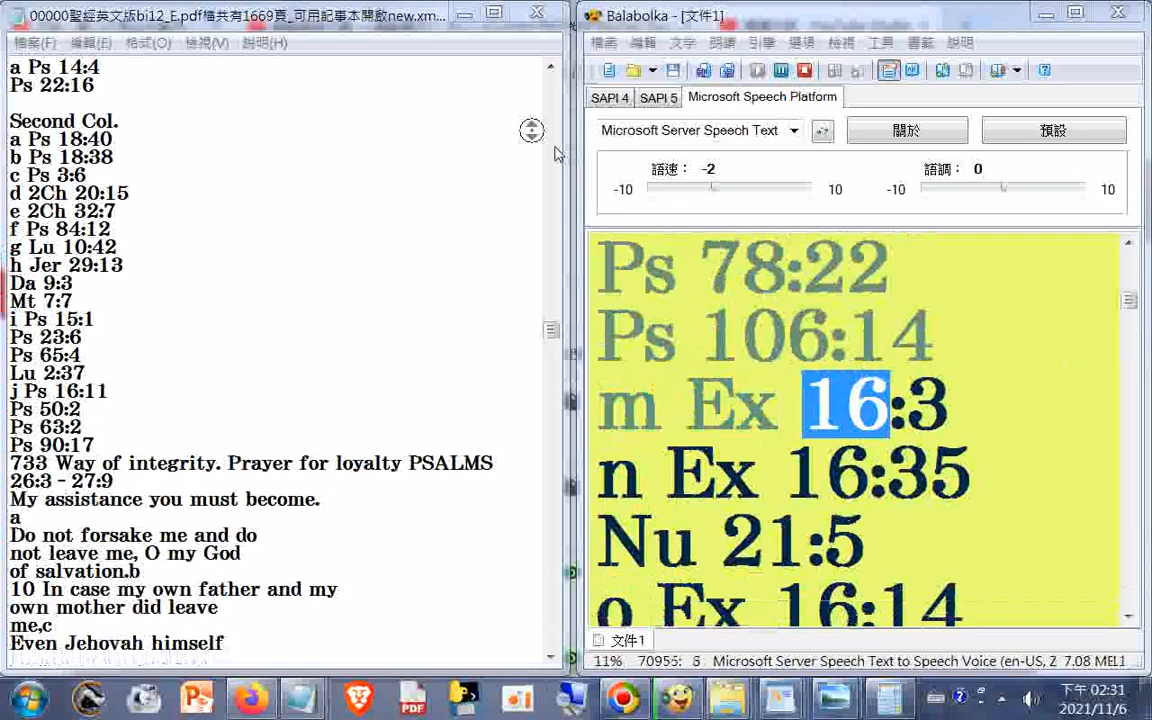 00000聖經英文版bi12_E.pdf檔共有1669頁_可用記事本開啟new.xm...
檔案(F) 編輯(E) 格式(O) 檢視(V) 說明(H)
a Ps 14:4
Ps 22:16
Second Col.
a Ps 18:40
b Ps 18:38
c Ps 3:6
d 2Ch 20:15
e 2Ch 32:7
f Ps 84:12
g Lu 10:42
h Jer 29:13
Da 9:3
Mt 7:7
i Ps 15:1
Ps 23:6
Ps 65:4
Lu 2:37
j Ps 16:11
Ps 50:2
Ps 63:2
Ps 90:17
733 Way of integrity. Prayer for loyalty PSALMS
26:3 – 27:9
My assistance you must become.
a
Do not forsake me and do
not leave me, O my God
of salvation.b
10 In case my own father and my
own mother did leave
me,c
Even Jehovah himself
Balabolka - [文件1]
檔案 編輯 文字 朗讀 引擎 選項 檢視 工具 書籤 說明
SAPI 4 SAPI 5 Microsoft Speech Platform
Microsoft Server Speech Text 關於 預設
語速： -2 語調： 0
-10 10 -10 10
Ps 78:22
Ps 106:14
m Ex 16:3
n Ex 16:35
Nu 21:5
o Ex 16:14
文件1
11% Microsoft Server Speech Text to Speech Voice (en-US, 2
PDF
下午 02:31
2021/11/6